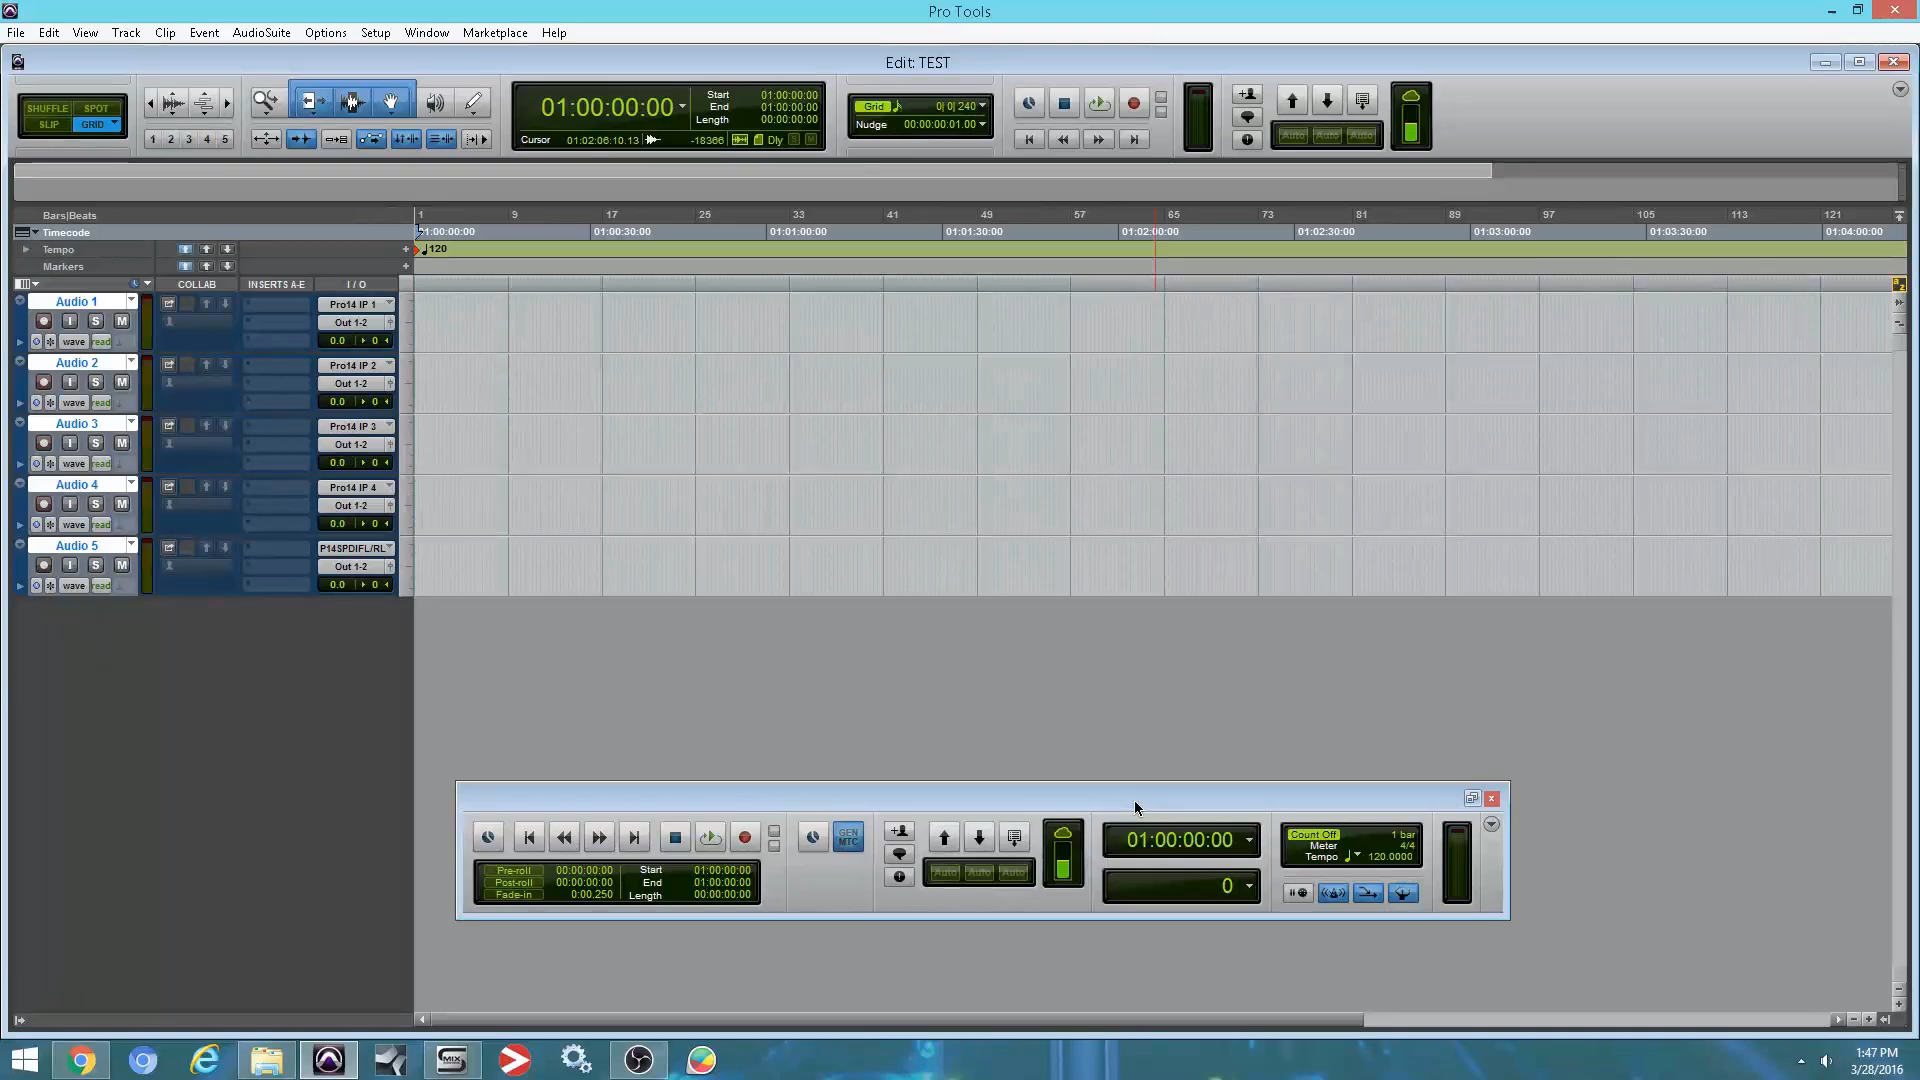 Pro Tools
File Edit View Track Clip Event AudioSuite Options Setup Window Marketplace Help
Edit: TEST
SHUFFLE SPOT
SLIP GRID
1 2 3 4 5
01:00:00:00
Start 01:00:00:00
End 01:00:00:00
Length 00:00:00:00
Cursor 01:02:06:10.13 -18366 Dly S M
Grid 0| 0| 240
Nudge 00:00:00:01.00
Auto Auto Auto
Bars|Beats 1 9 17 25 33 41 49 57 65 73 81 89 97 105 113 121
Timecode 01:00:00:00 01:00:30:00 01:01:00:00 01:01:30:00 01:02:00:00 01:02:30:00 01:03:00:00 01:03:30:00 01:04:00:00
Tempo 120
Markers
COLLAB INSERTS A-E I / O
Audio 1 Pro14 IP 1
I S M Out 1-2
wave read 0.0 0
Audio 2 Pro14 IP 2
I S M Out 1-2
wave read 0.0 0
Audio 3 Pro14 IP 3
I S M Out 1-2
wave read 0.0 0
Audio 4 Pro14 IP 4
I S M Out 1-2
wave read 0.0 0
Audio 5 P14SPDIFL/RL
I S M Out 1-2
wave read 0.0 0
GEN MTC
Pre-roll 00:00:00:00 Start 01:00:00:00
Post-roll 00:00:00:00 End 01:00:00:00
Fade-in 0:00.250 Length 00:00:00:00
Auto Auto Auto
01:00:00:00
0
Count Off 1 bar
Meter 4/4
Tempo 120.0000
MIX
1:47 PM
3/28/2016